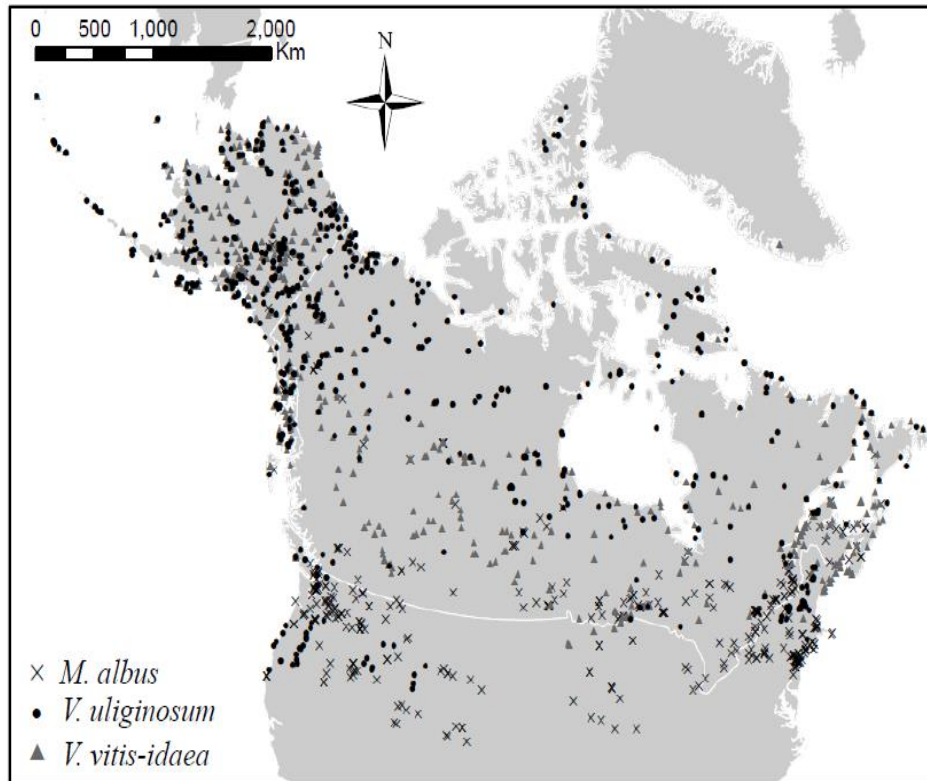 0 500 1,000 2,000
Km
N
M. albus
V. uliginosum
V. vitis-idaea